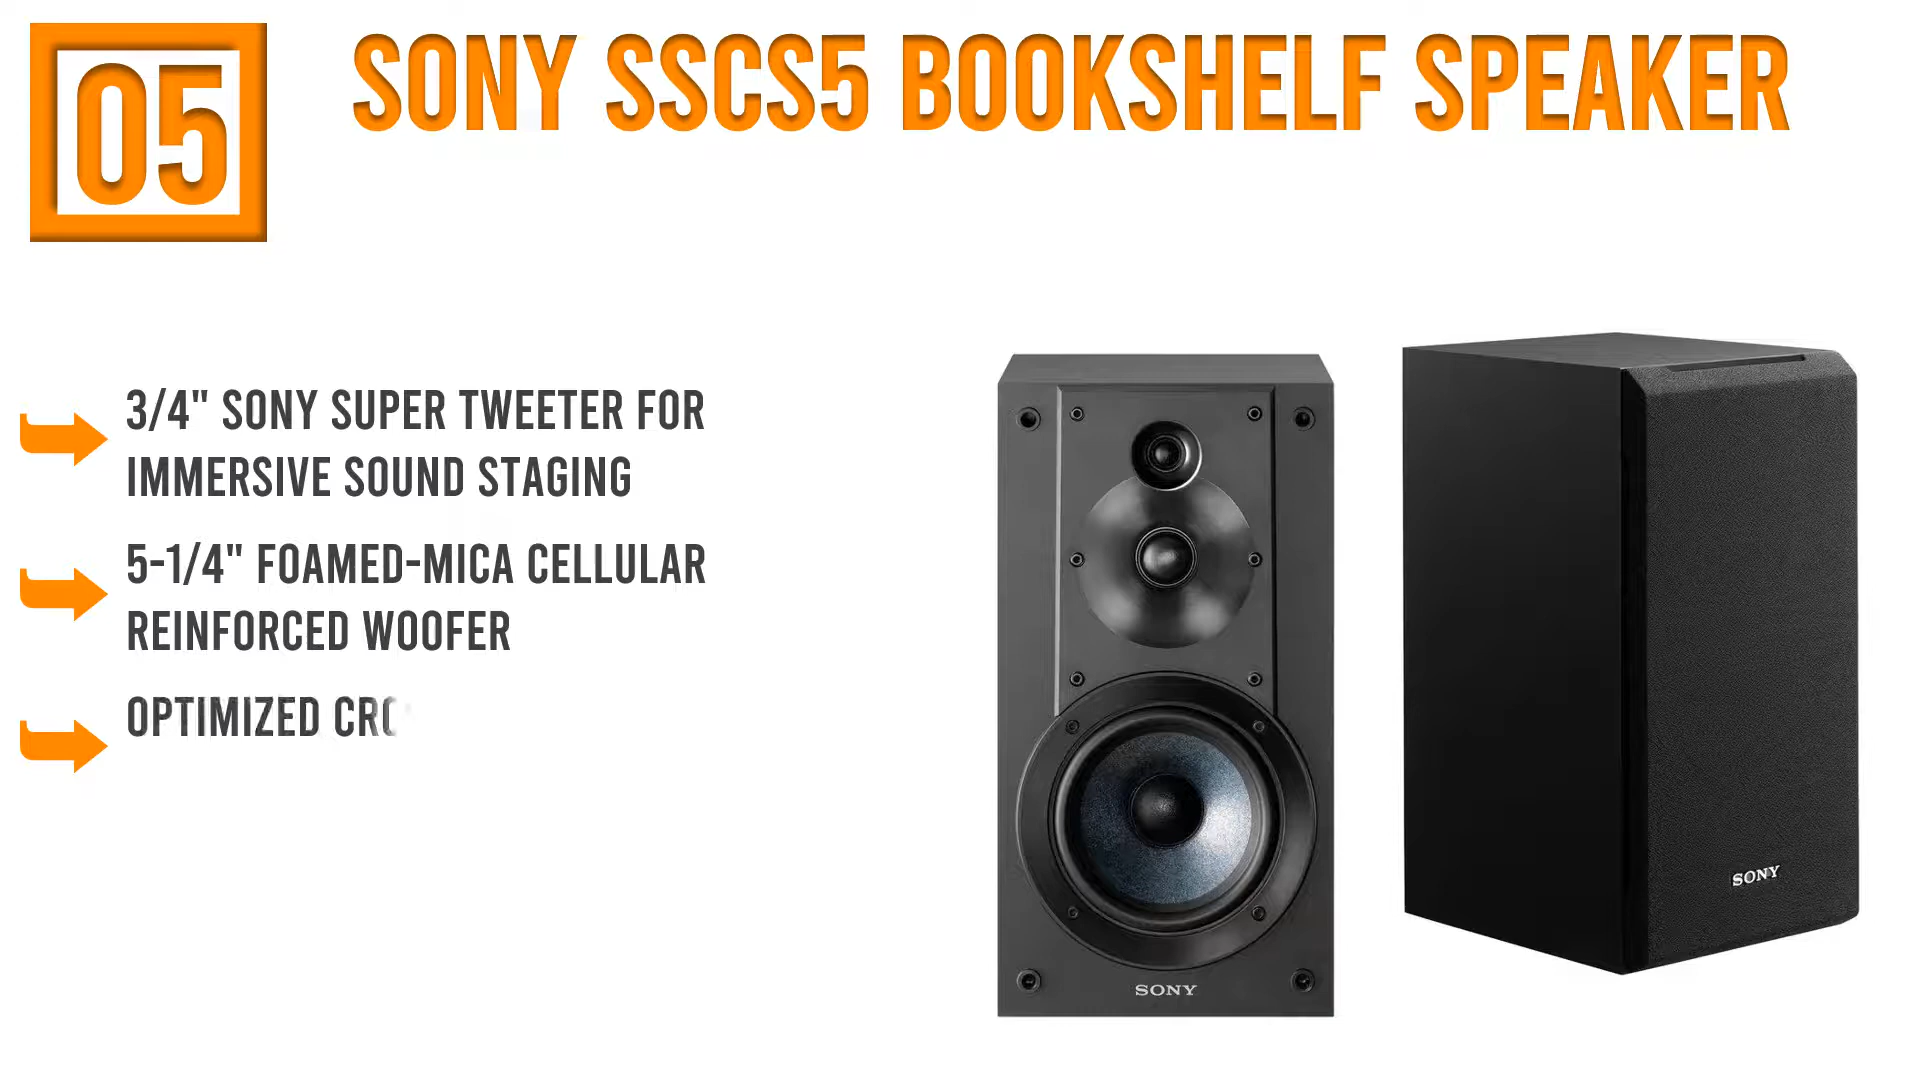 05
SONY SSCS5 BOOKSHELF SPEAKER
3/4" SONY SUPER TWEETER FOR
IMMERSIVE SOUND STAGING
5-1/4" FOAMED-MICA CELLULAR
REINFORCED WOOFER
OPTIMIZED
SONY
SONY